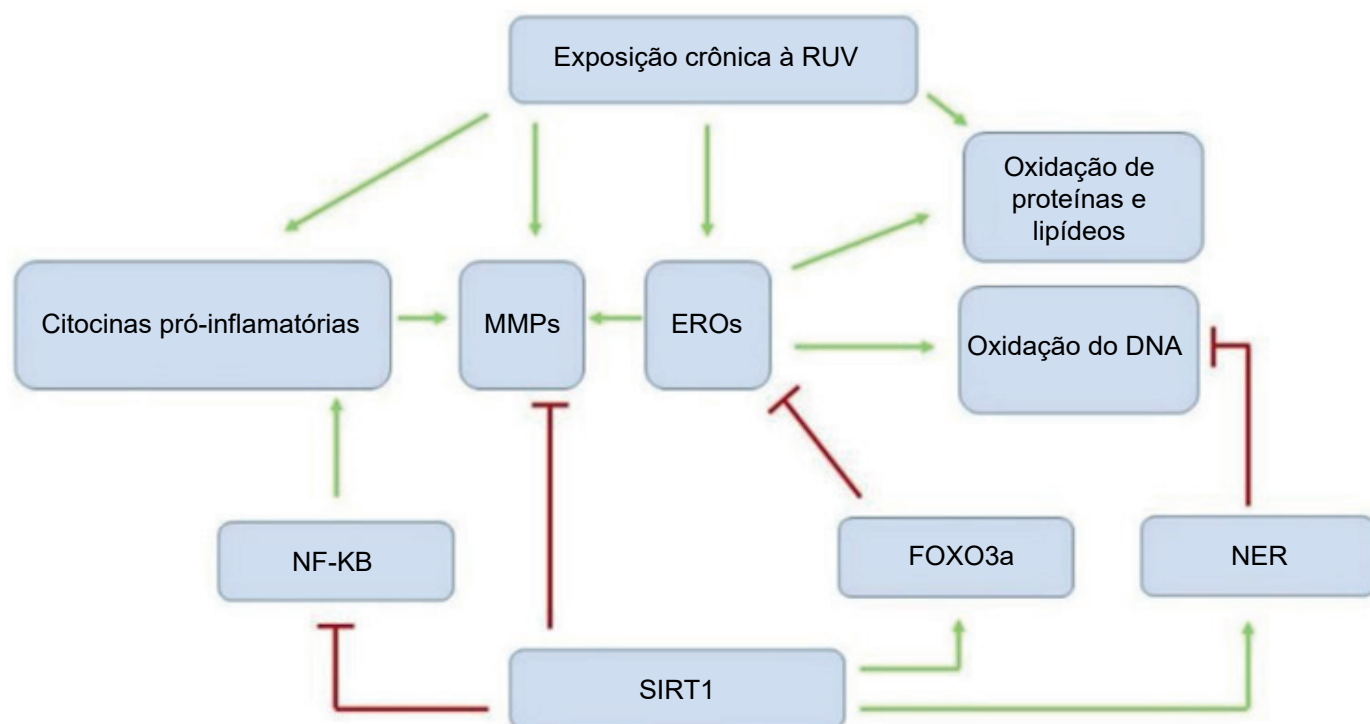 Exposição crônica à RUV
Oxidação de
proteínas e
lipídeos
Citocinas pró-inflamatórias
MMPs
EROs
Oxidação do DNA
NF-KB
FOXO3a
NER
SIRT1